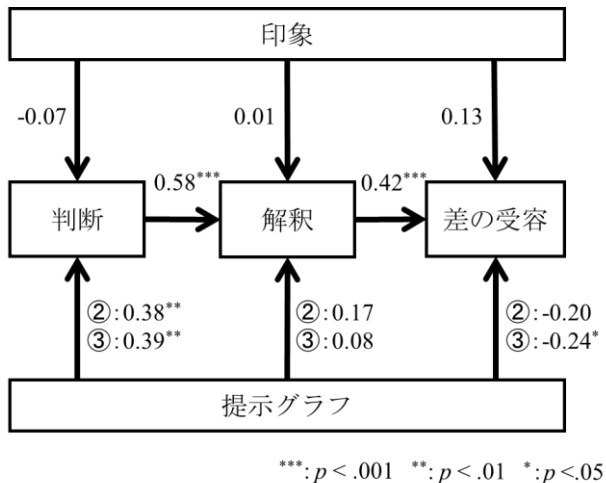 印象
-0.07
0.01
0.13
0.58***
0.42***
判断
解釈
差の受容
②:0.38**
②:0.17
②:-0.20
③:0.39**
③:0.08
③:-0.24*
提示グラフ
***: p < .001 **: p < .01 *: p <.05